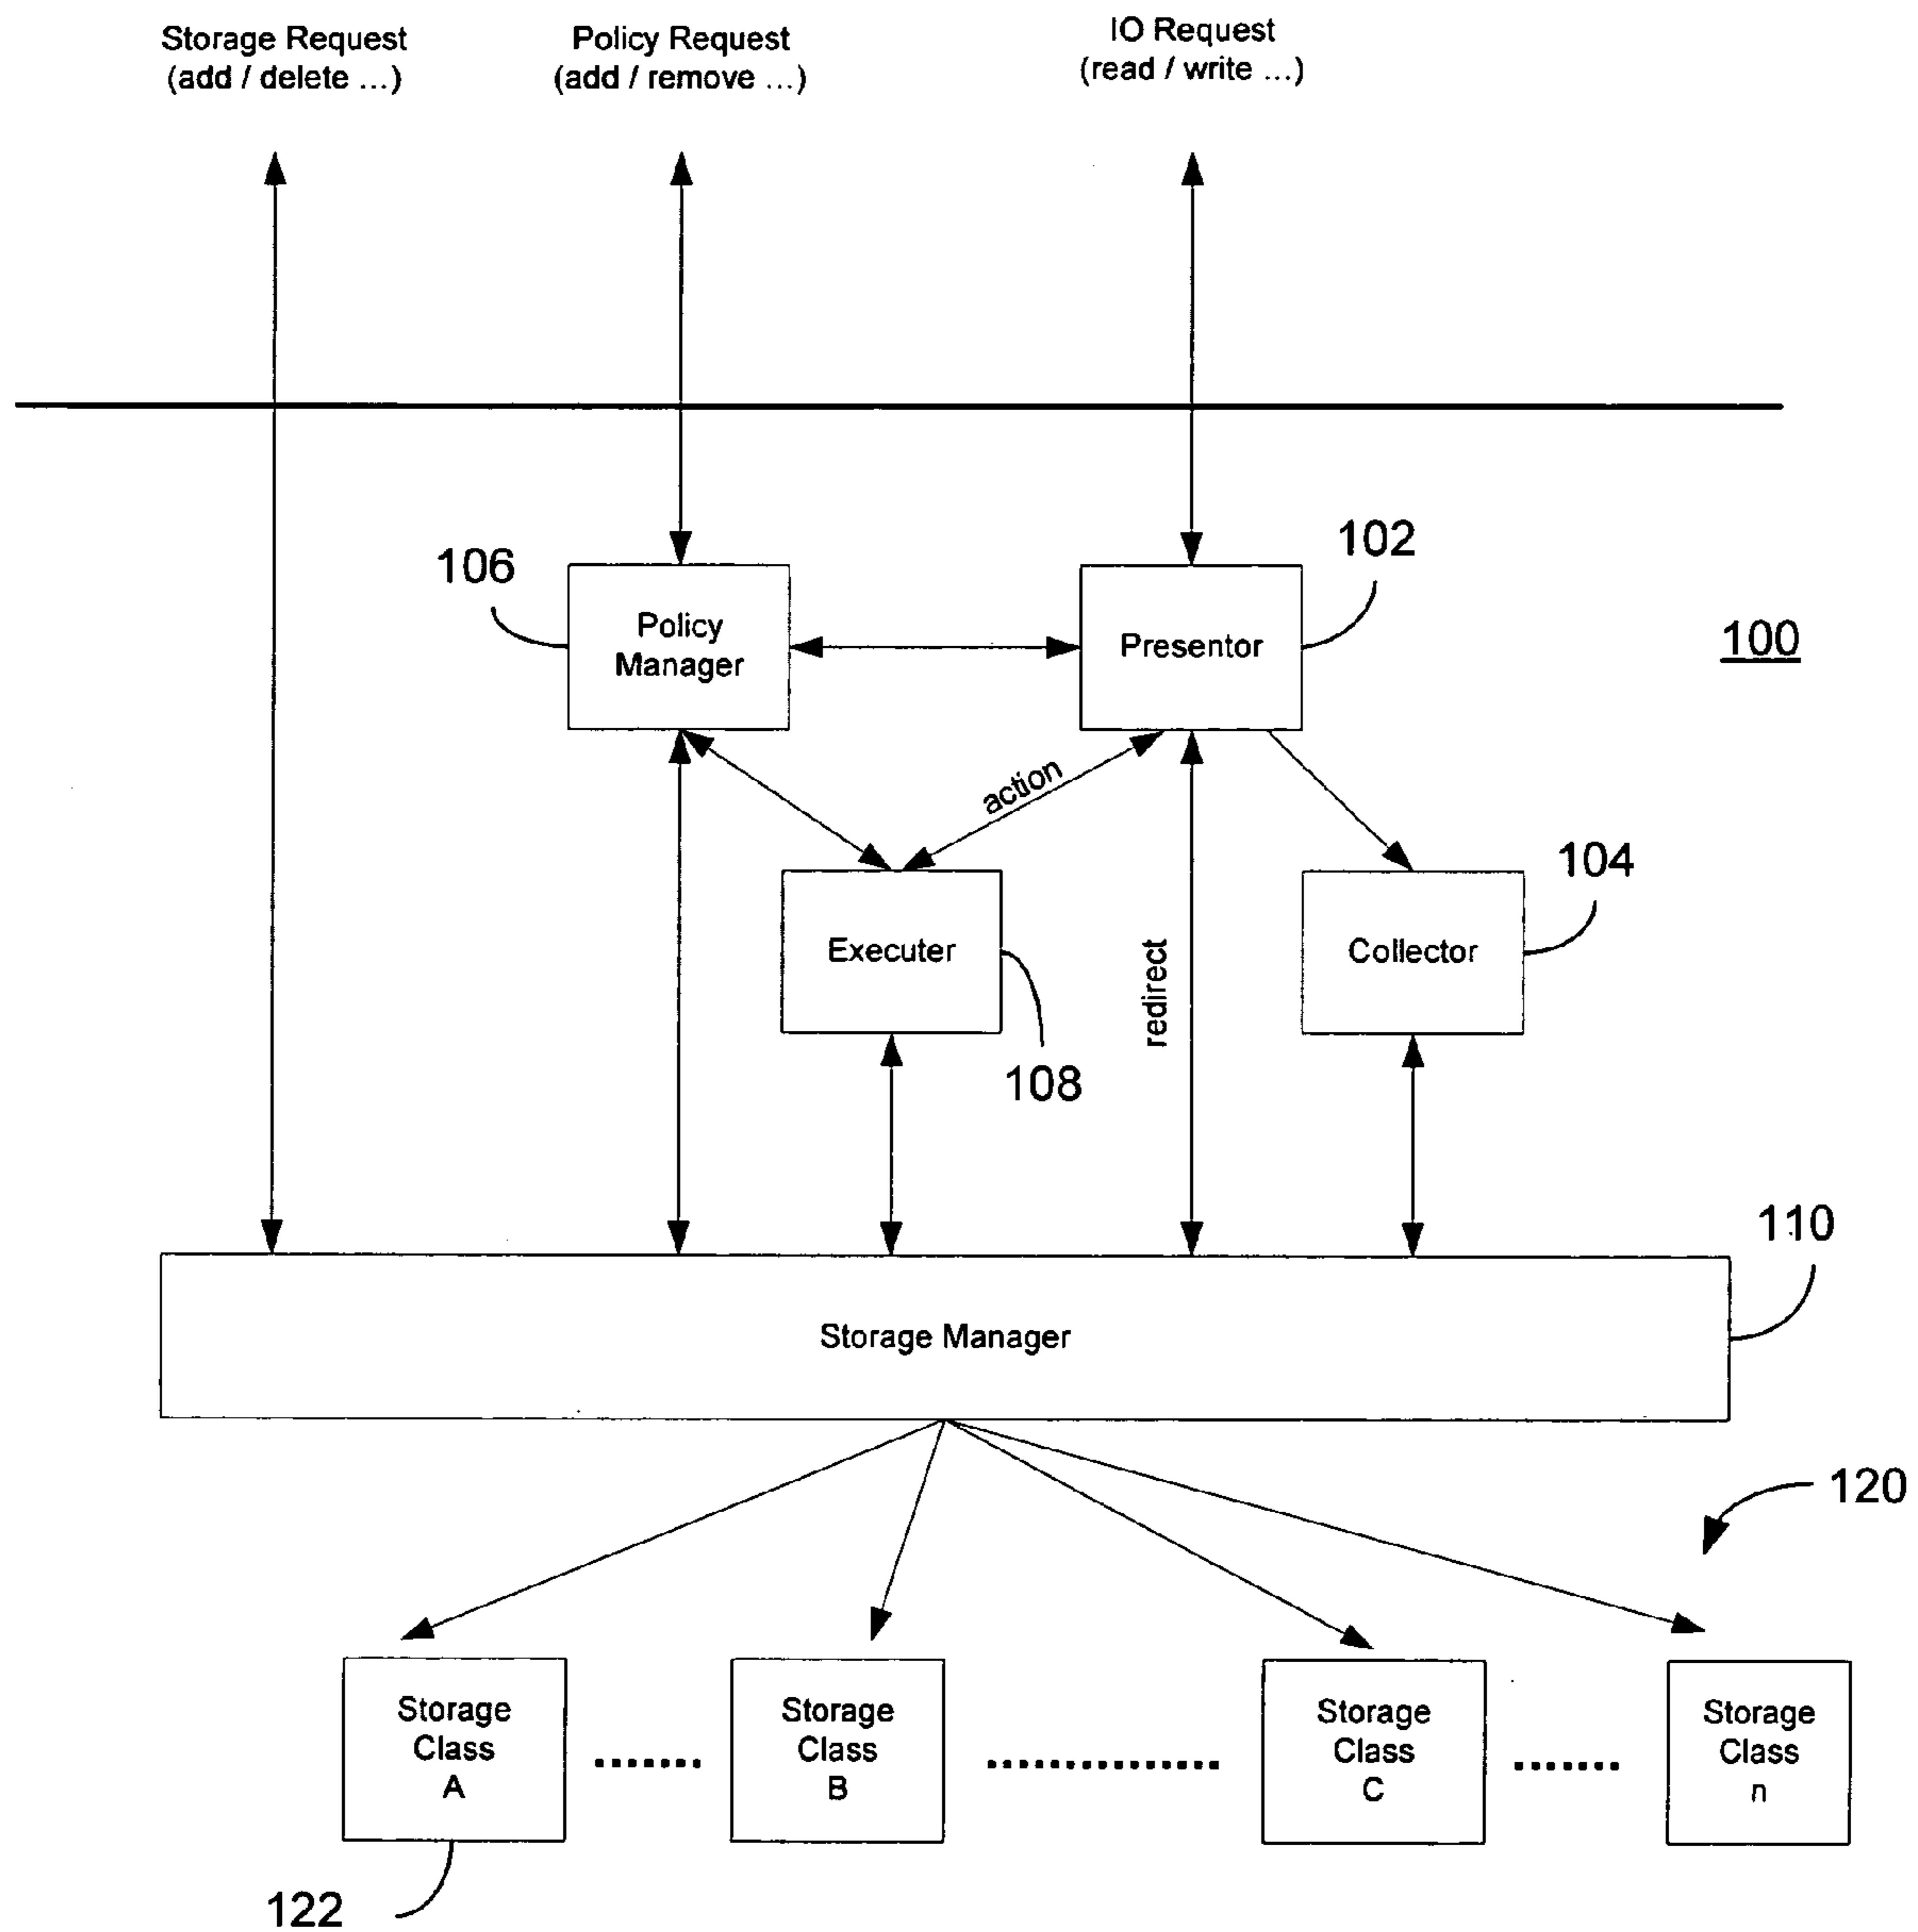 Storage Request
(add / delete ...)
Policy Request
(add / remove ...)
IO Request
(read / write ...)
106
Policy
Manager
102
Presentor
100
action
104
Executer
redirect
Collector
108
110
Storage Manager
120
Storage
Class
A
Storage
Class
B
Storage
Class
C
Storage
Class
n
122